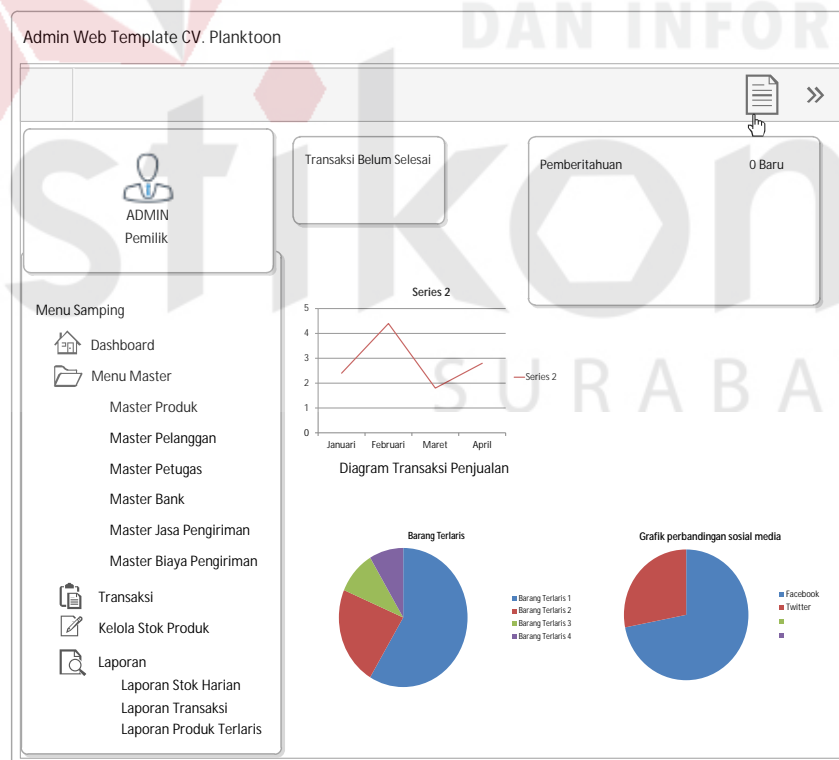 DAN INFOR
Admin Web Template CV. Planktoon
stikom
SURABA
ADMIN
Pemilik
Transaksi Belum Selesai
Pemberitahuan 0 Baru
Menu Samping
Dashboard
Menu Master
Master Produk
Master Pelanggan
Master Petugas
Master Bank
Master Jasa Pengiriman
Master Biaya Pengiriman
Transaksi
Kelola Stok Produk
Laporan
Laporan Stok Harian
Laporan Transaksi
Laporan Produk Terlaris
Series 2
5
4
3
2
1
0
Januari Februari Maret April
Series 2
Diagram Transaksi Penjualan
Barang Terlaris
Barang Terlaris 1
Barang Terlaris 2
Barang Terlaris 3
Barang Terlaris 4
Grafik perbandingan sosial media
Facebook
Twitter